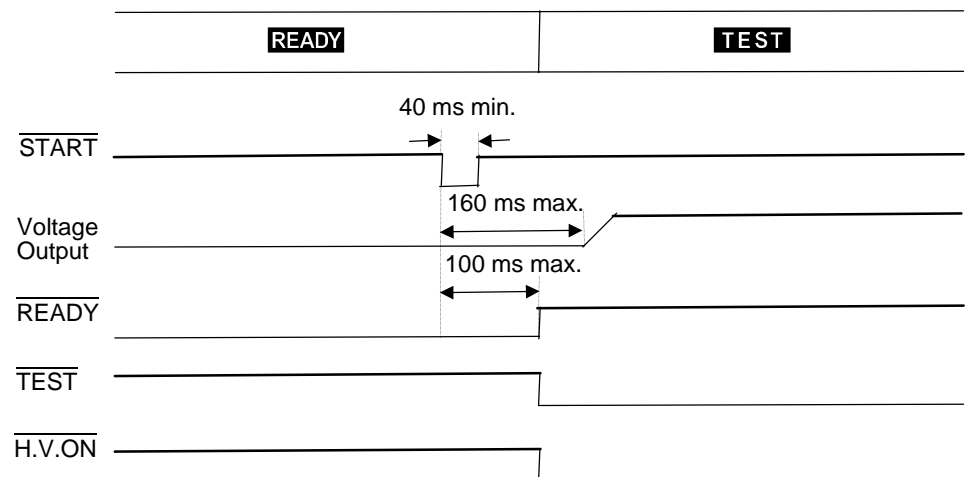 READY TEST
40 ms min.
START
160 ms max.
Voltage
Output
100 ms max.
READY
TEST
H.V.ON